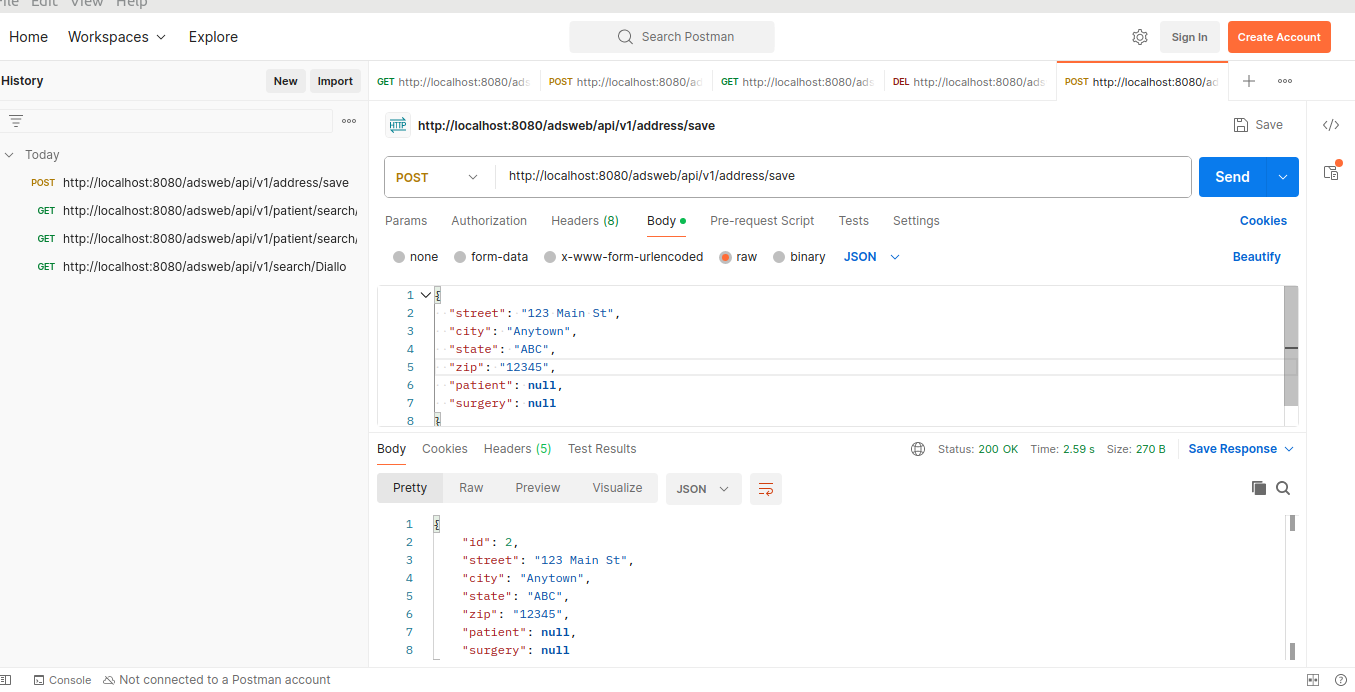 File Edit View Help
Home Workspaces Explore Search Postman Sign In Create Account
History New Import
GET http://localhost:8080/ads POST http://localhost:8080/ad GET http://localhost:8080/ads DEL http://localhost:8080/ads POST http://localhost:8080/ad
HTTP http://localhost:8080/adsweb/api/v1/address/save Save
Today
POST http://localhost:8080/adsweb/api/v1/address/save
GET http://localhost:8080/adsweb/api/v1/patient/search/
GET http://localhost:8080/adsweb/api/v1/patient/search/
GET http://localhost:8080/adsweb/api/v1/search/Diallo
POST http://localhost:8080/adsweb/api/v1/address/save Send
Params Authorization Headers (8) Body Pre-request Script Tests Settings Cookies
none form-data x-www-form-urlencoded raw binary JSON Beautify
1 {
2 "street": "123 Main St",
3 "city": "Anytown",
4 "state": "ABC",
5 "zip": "12345",
6 "patient": null,
7 "surgery": null
8 }
Body Cookies Headers (5) Test Results Status: 200 OK Time: 2.59 s Size: 270 B Save Response
Pretty Raw Preview Visualize JSON
1 {
2 "id": 2,
3 "street": "123 Main St",
4 "city": "Anytown",
5 "state": "ABC",
6 "zip": "12345",
7 "patient": null,
8 "surgery": null
Console Not connected to a Postman account